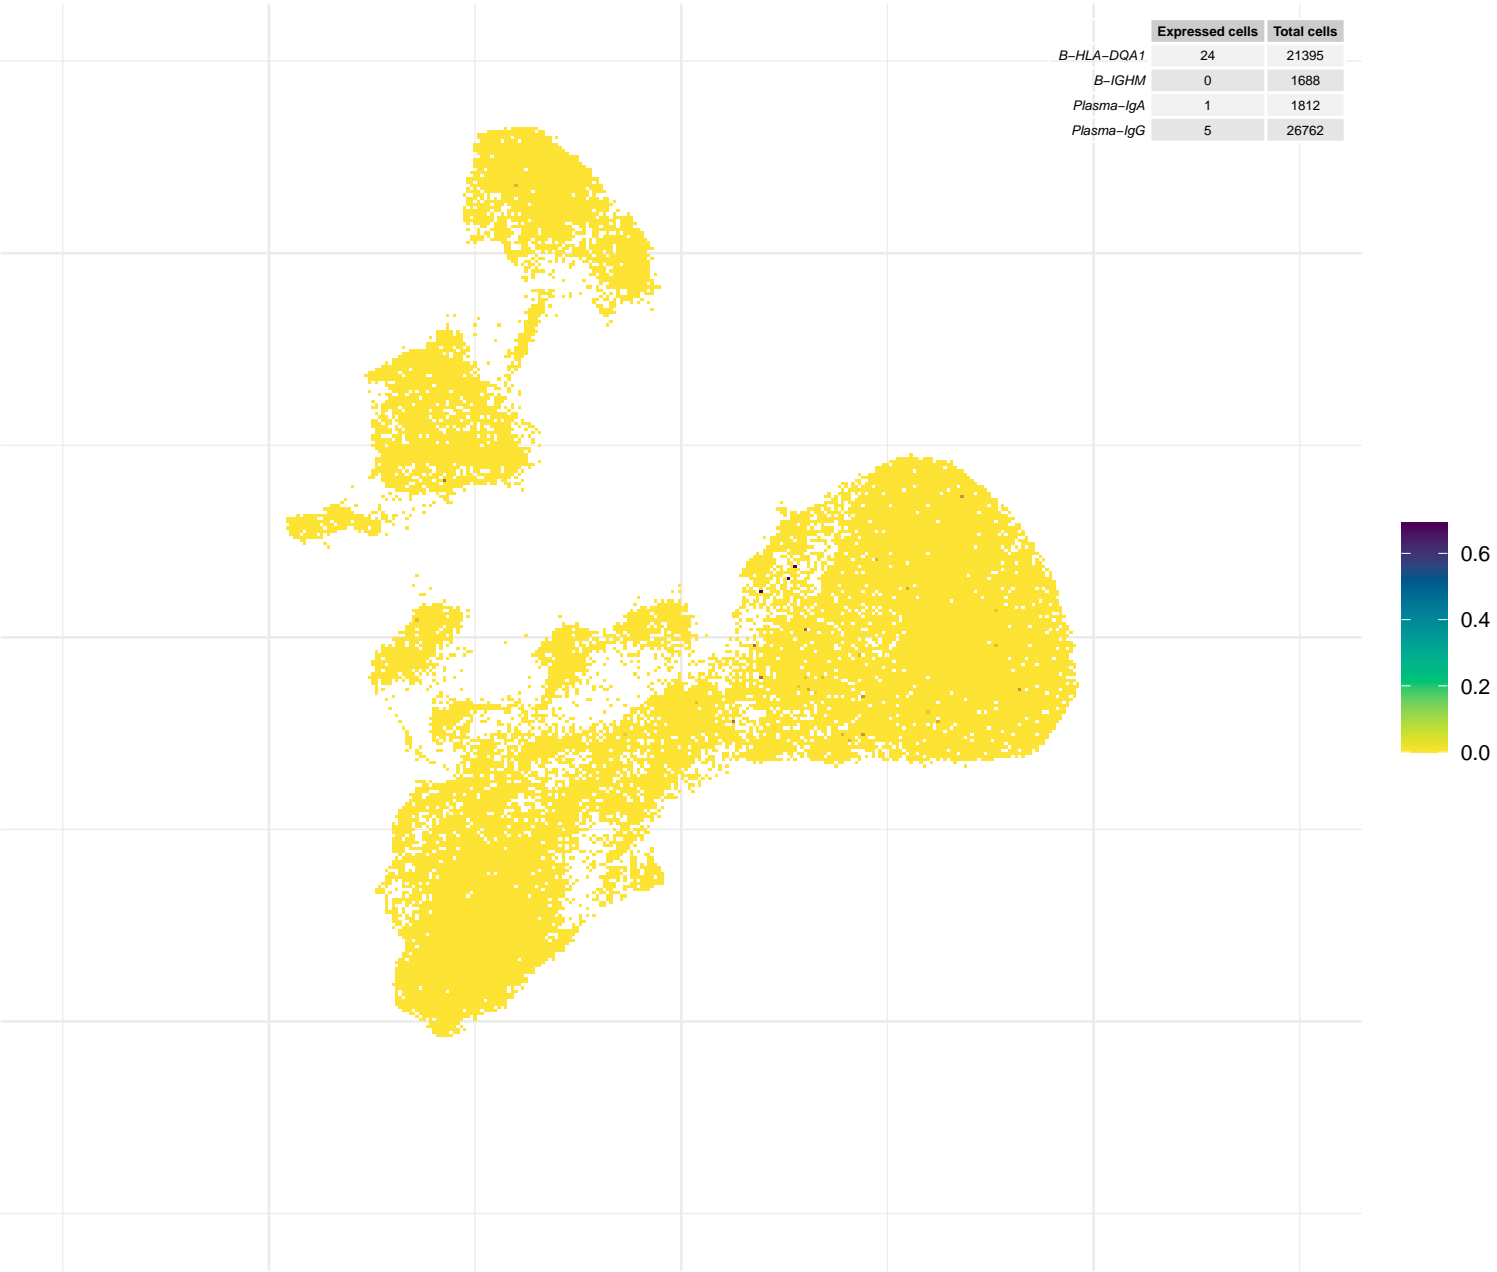 Expressed cells Total cells
B−HLA−DQA1 24 21395
B−IGHM 0 1688
Plasma−IgA 1 1812
Plasma−IgG 5 26762
0.6
0.4
0.2
0.0